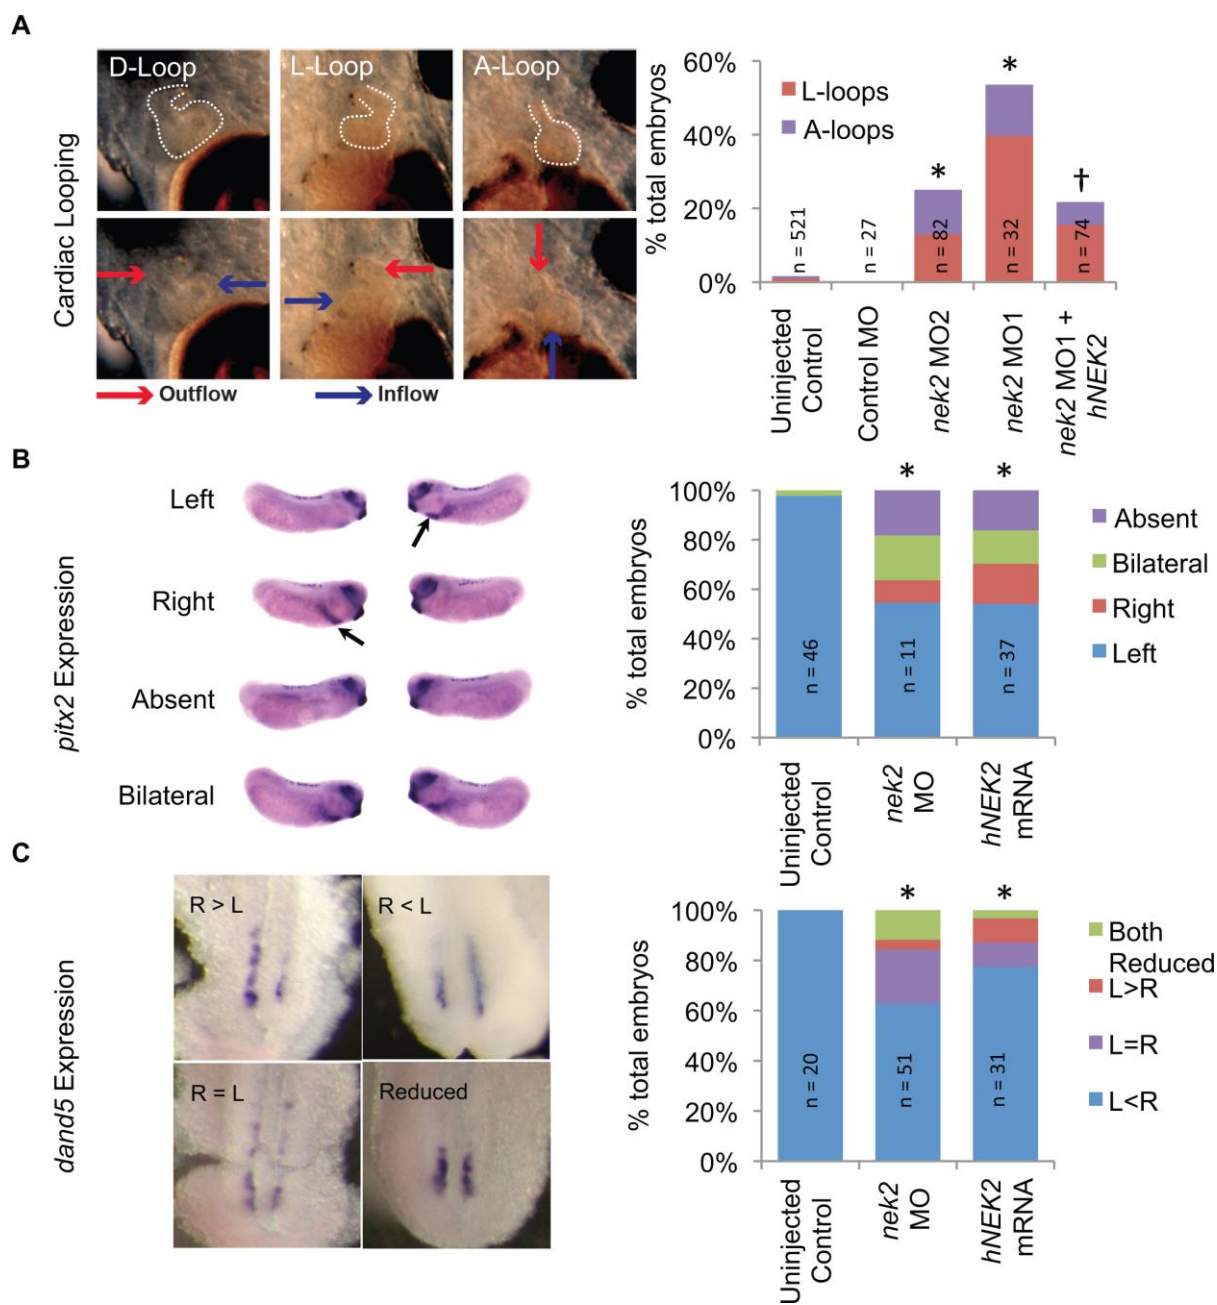 A
Cardiac Looping
D-Loop
L-Loop
A-Loop
Outflow
Inflow
% total embryos
60%
40%
20%
0%
L-loops
A-loops
*
*
†
n = 521
n = 27
n = 82
n = 32
n = 74
Uninjected
Control
Control MO
nek2 MO2
nek2 MO1
nek2 MO1 +
hNEK2
B
pitx2 Expression
Left
Right
Absent
Bilateral
% total embryos
100%
80%
60%
40%
20%
0%
*
*
n = 46
n = 11
n = 37
Absent
Bilateral
Right
Left
Uninjected
Control
nek2
MO
hNEK2
mRNA
C
dand5 Expression
R > L
R < L
R = L
Reduced
% total embryos
100%
80%
60%
40%
20%
0%
*
*
n = 20
n = 51
n = 31
Both
Reduced
L>R
L=R
L<R
Uninjected
Control
nek2
MO
hNEK2
mRNA